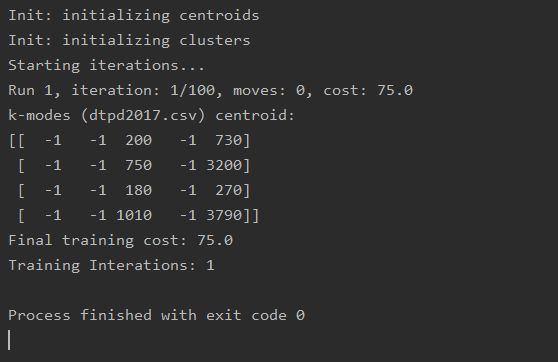 Init: initializing centroids
Init: initializing clusters
Starting iterations...
Run 1, iteration: 1/100, moves: 0, cost: 75.0
k-modes (dtpd2017.csv) centroid:
[[  -1   -1  200   -1  730]
 [  -1   -1  750   -1 3200]
 [  -1   -1  180   -1  270]
 [  -1   -1 1010   -1 3790]]
Final training cost: 75.0
Training Interations: 1
Process finished with exit code 0